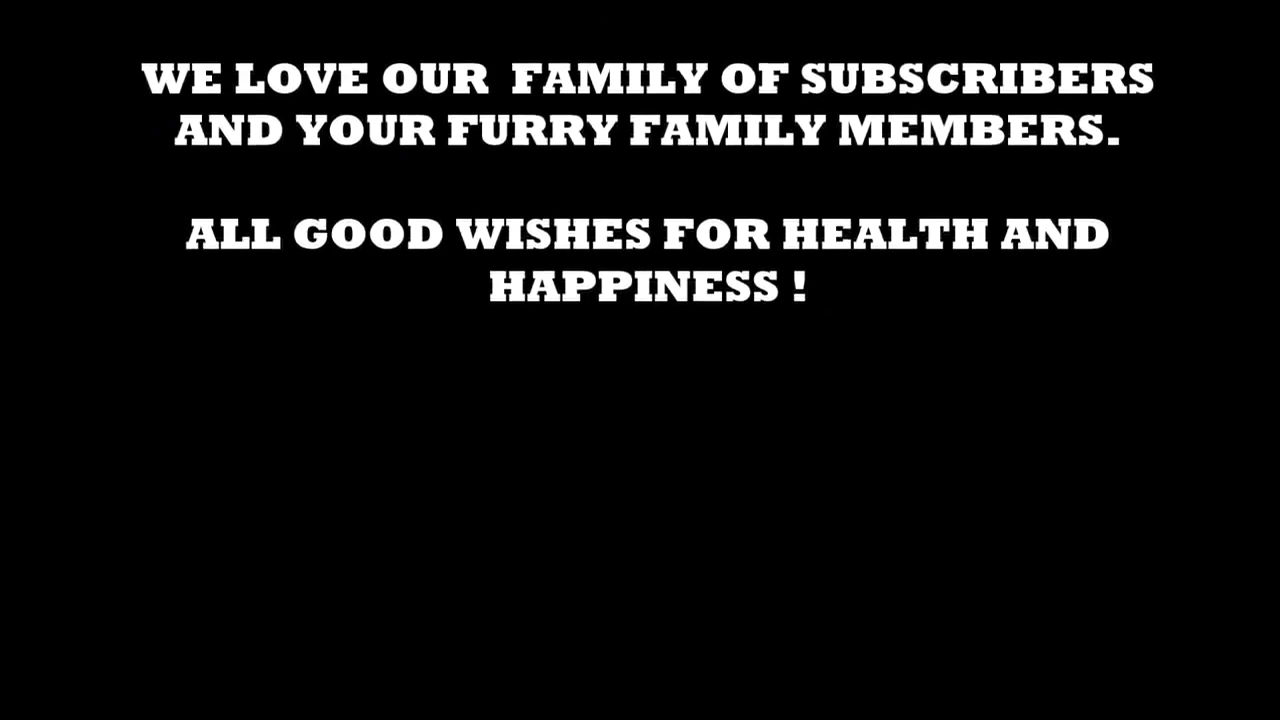 WE LOVE OUR  FAMILY OF SUBSCRIBERS
AND YOUR FURRY FAMILY MEMBERS.
ALL GOOD WISHES FOR HEALTH AND
HAPPINESS !